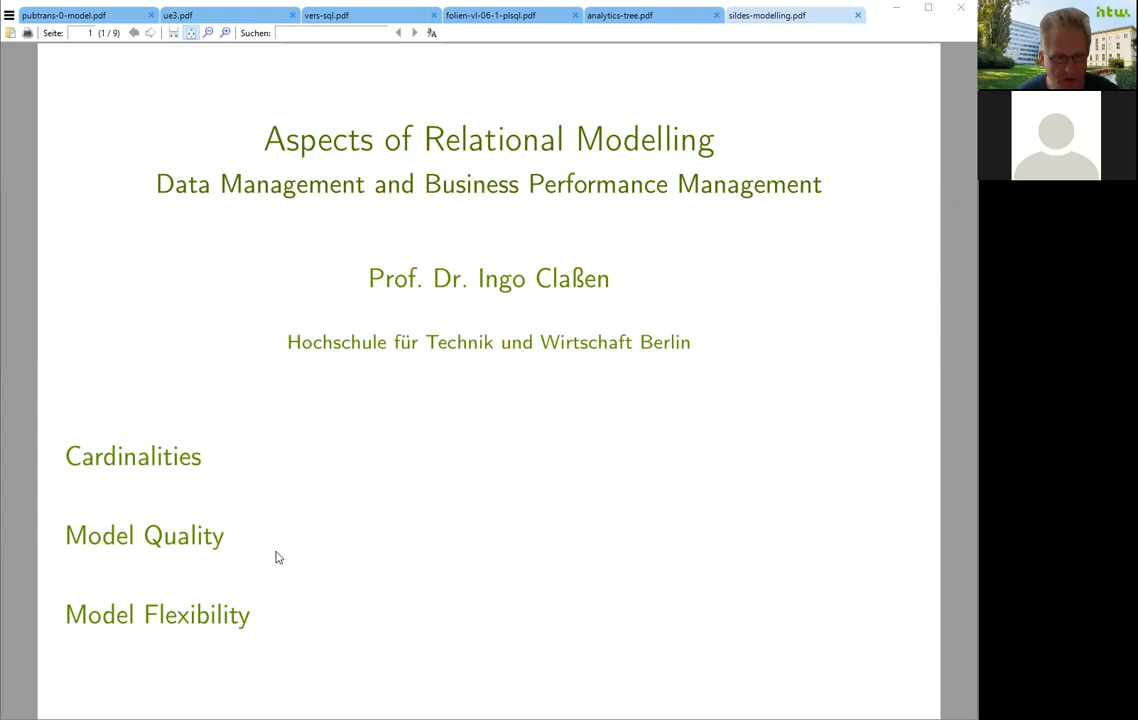 pubtrans-0-model.pdf
ue3.pdf
vers-sql.pdf
folien-vl-06-1-plsql.pdf
analytics-tree.pdf
sildes-modelling.pdf
Seite: 1 (1 / 9) Suchen:
htw.
Aspects of Relational Modelling
Data Management and Business Performance Management
Prof. Dr. Ingo Claßen
Hochschule für Technik und Wirtschaft Berlin
Cardinalities
Model Quality
Model Flexibility